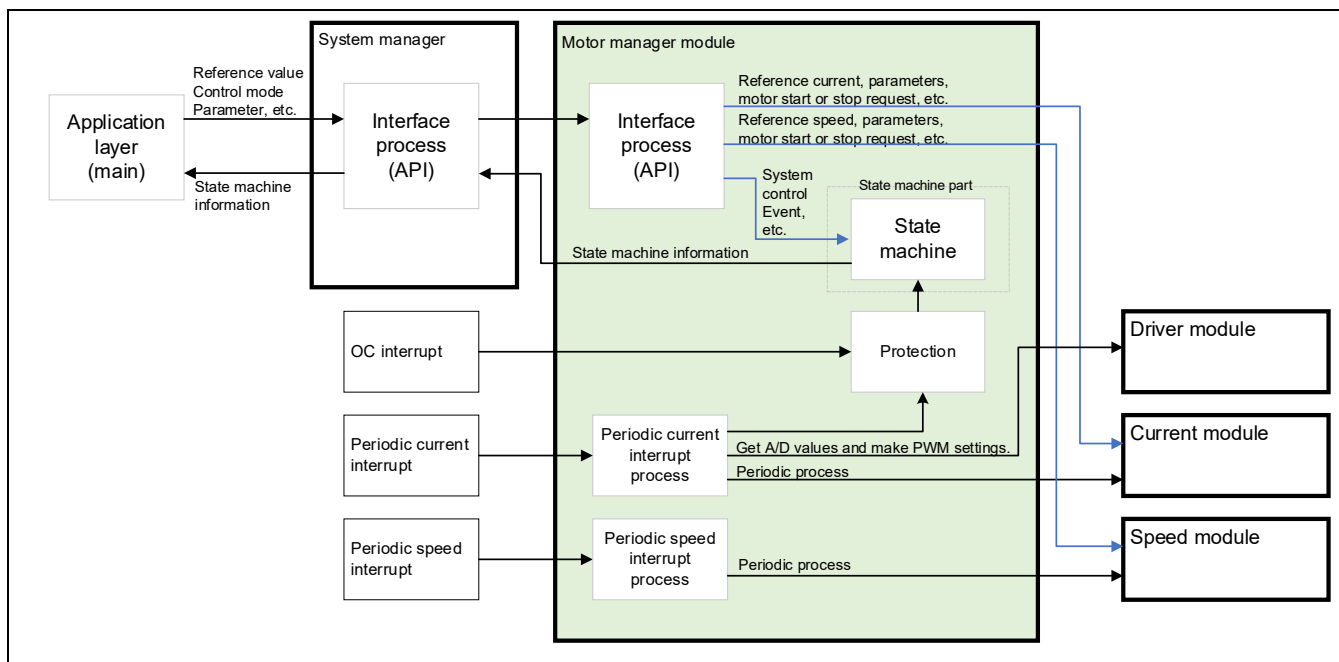 System manager
Motor manager module
Reference value
Control mode
Parameter, etc.
Application
layer
(main)
State machine
information
Interface
process
(API)
Interface
process
(API)
Reference current, parameters,
motor start or stop request, etc.
Reference speed, parameters,
motor start or stop request, etc.
System
control
Event,
etc.
State machine part
State
machine
State machine information
OC interrupt
Protection
Driver module
Periodic current
interrupt
Periodic current
interrupt
process
Get A/D values and make PWM settings.
Periodic process
Current module
Periodic speed
interrupt
Periodic speed
interrupt
process
Periodic process
Speed module